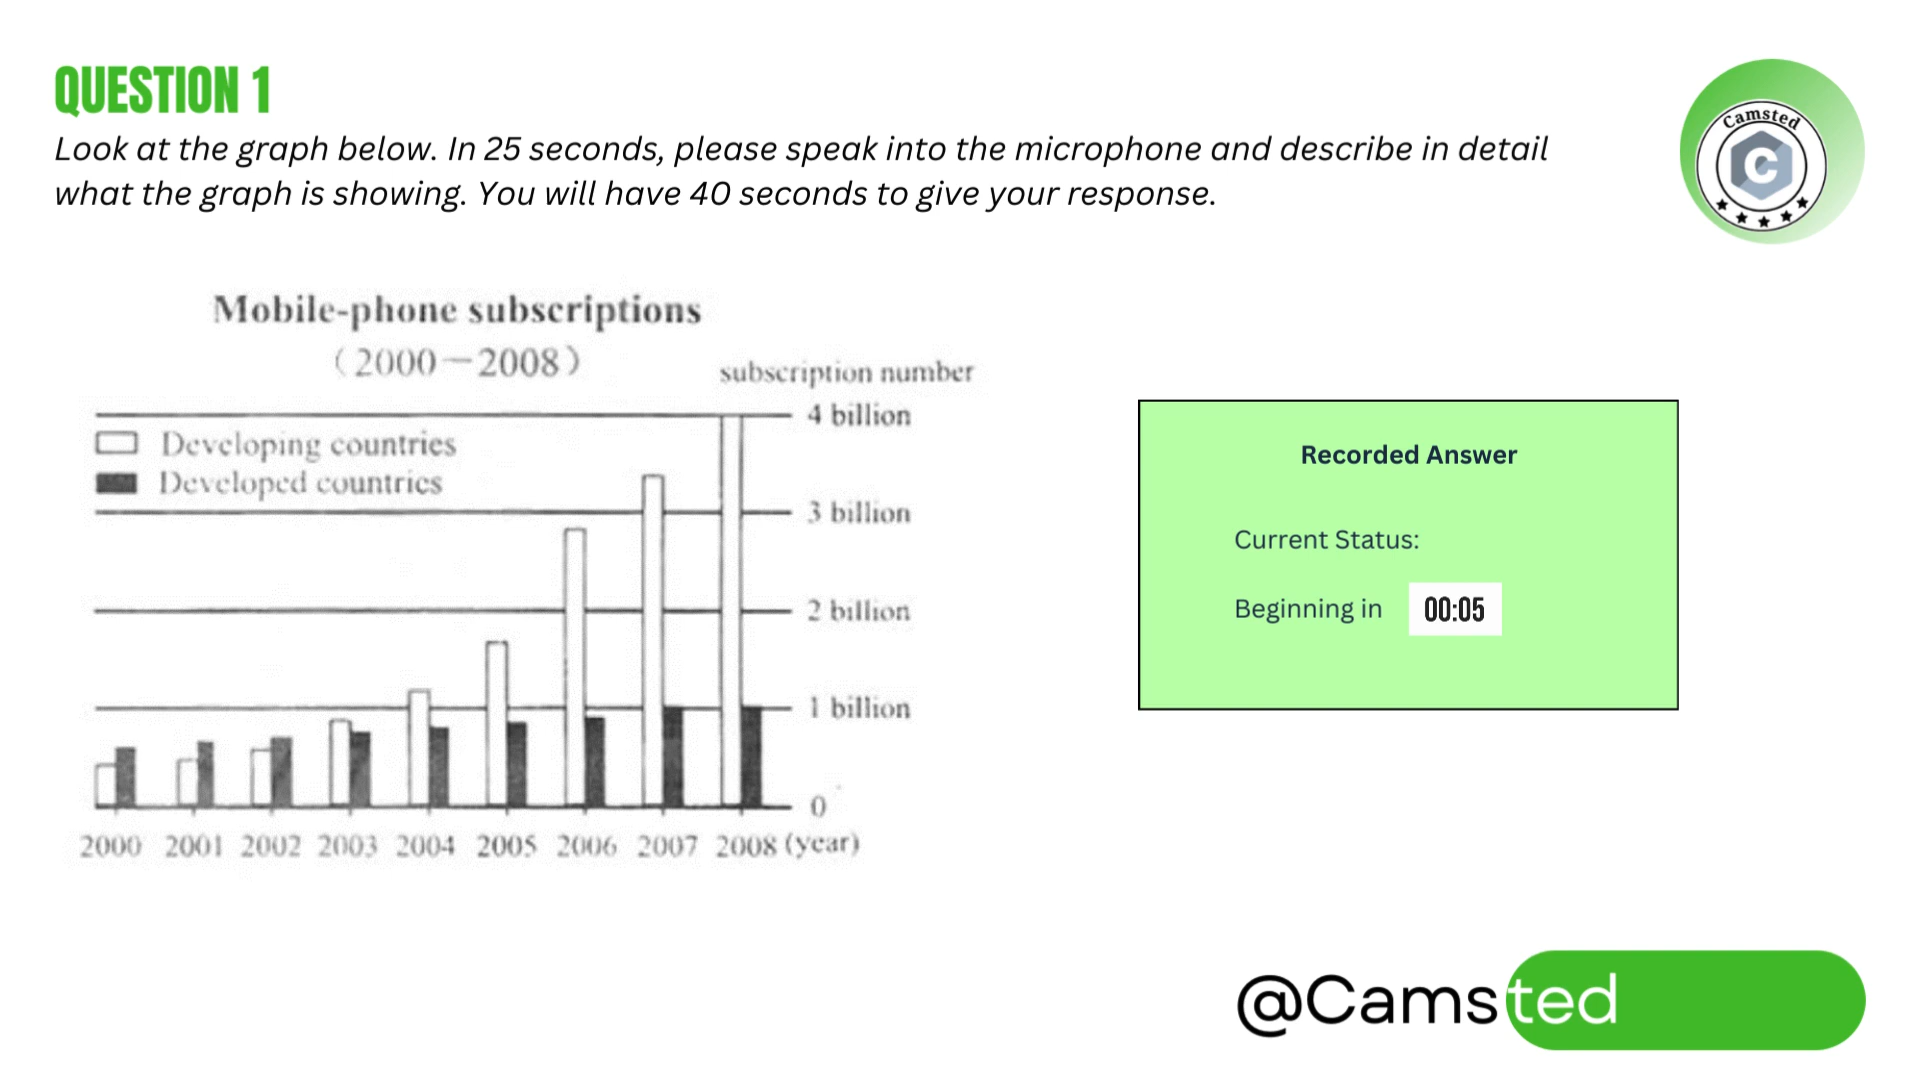 QUESTION 1
Look at the graph below. In 25 seconds, please speak into the microphone and describe in detail
what the graph is showing. You will have 40 seconds to give your response.
Camsted
C
Mobile-phone subscriptions
(2000－2008)
subscription number
4 billion
Developing countries
Developed countries
3 billion
2 billion
1 billion
0
2000 2001 2002 2003 2004 2005 2006 2007 2008 (year)
Recorded Answer
Current Status:
Beginning in 00:05
@Camsted